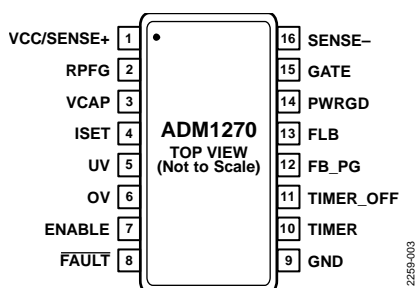 VCC/SENSE+ 1 16 SENSE–
RPFG 2 15 GATE
VCAP 3 14 PWRGD
ISET 4 ADM1270 13 FLB
TOP VIEW
UV 5 (Not to Scale) 12 FB_PG
OV 6 11 TIMER_OFF
ENABLE 7 10 TIMER
FAULT 8 9 GND
2259-003